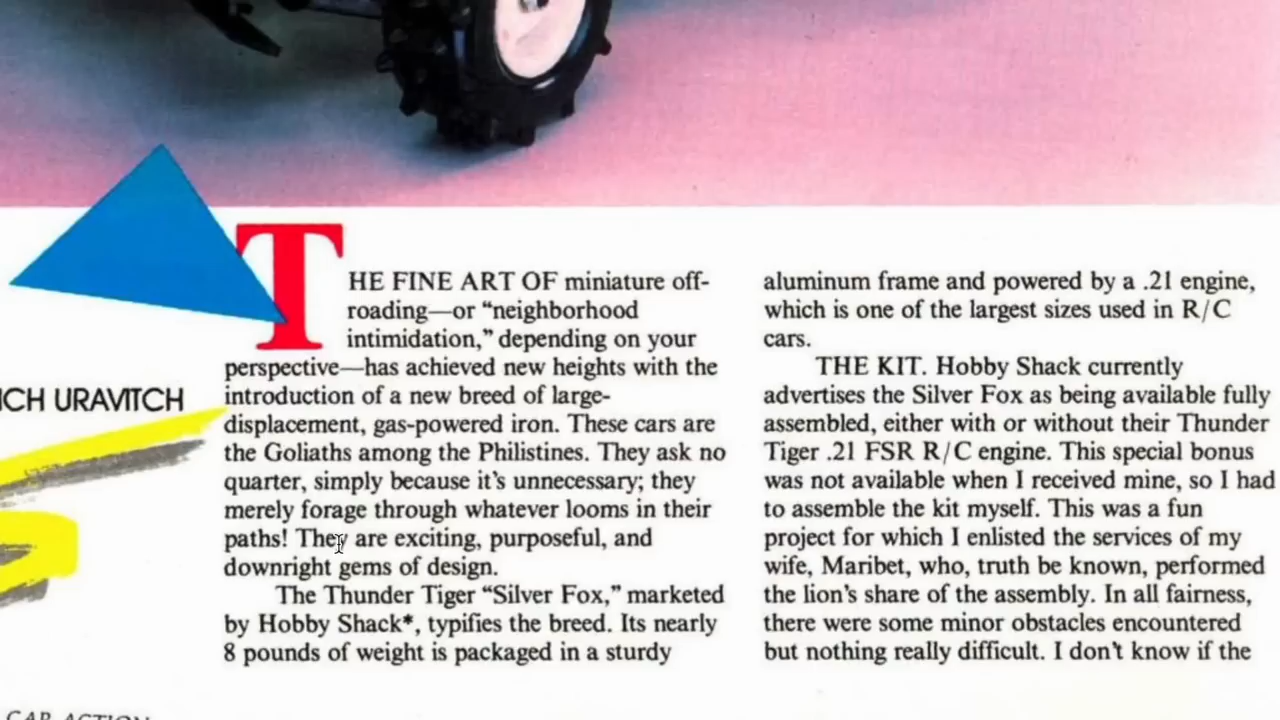 THE FINE ART OF miniature off-
roading—or “neighborhood
intimidation,” depending on your
perspective—has achieved new heights with the
introduction of a new breed of large-
displacement, gas-powered iron. These cars are
the Goliaths among the Philistines. They ask no
quarter, simply because it's unnecessary; they
merely forage through whatever looms in their
paths! They are exciting, purposeful, and
downright gems of design.
The Thunder Tiger “Silver Fox,” marketed
by Hobby Shack*, typifies the breed. Its nearly
8 pounds of weight is packaged in a sturdy
aluminum frame and powered by a .21 engine,
which is one of the largest sizes used in R/C
cars.
THE KIT. Hobby Shack currently
advertises the Silver Fox as being available fully
assembled, either with or without their Thunder
Tiger .21 FSR R/C engine. This special bonus
was not available when I received mine, so I had
to assemble the kit myself. This was a fun
project for which I enlisted the services of my
wife, Maribet, who, truth be known, performed
the lion's share of the assembly. In all fairness,
there were some minor obstacles encountered
but nothing really difficult. I don't know if the
ICH URAVITCH
CAR ACTION